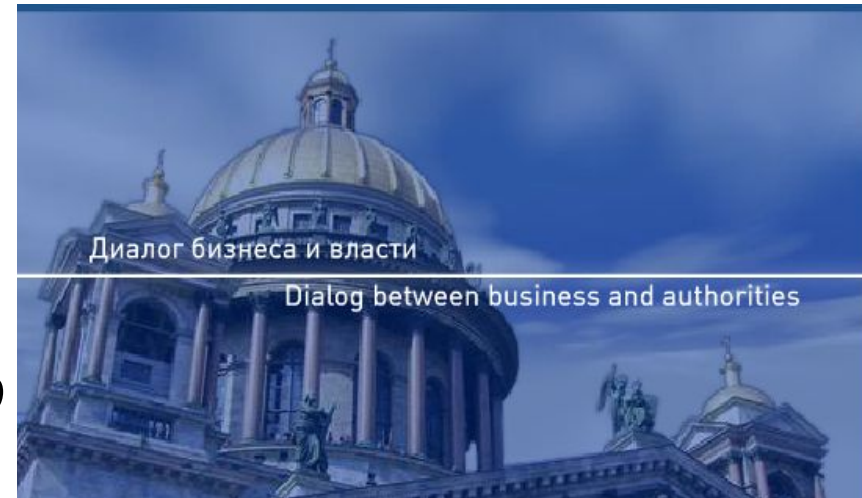 Диалог бизнеса и власти
Dialog between business and authorities